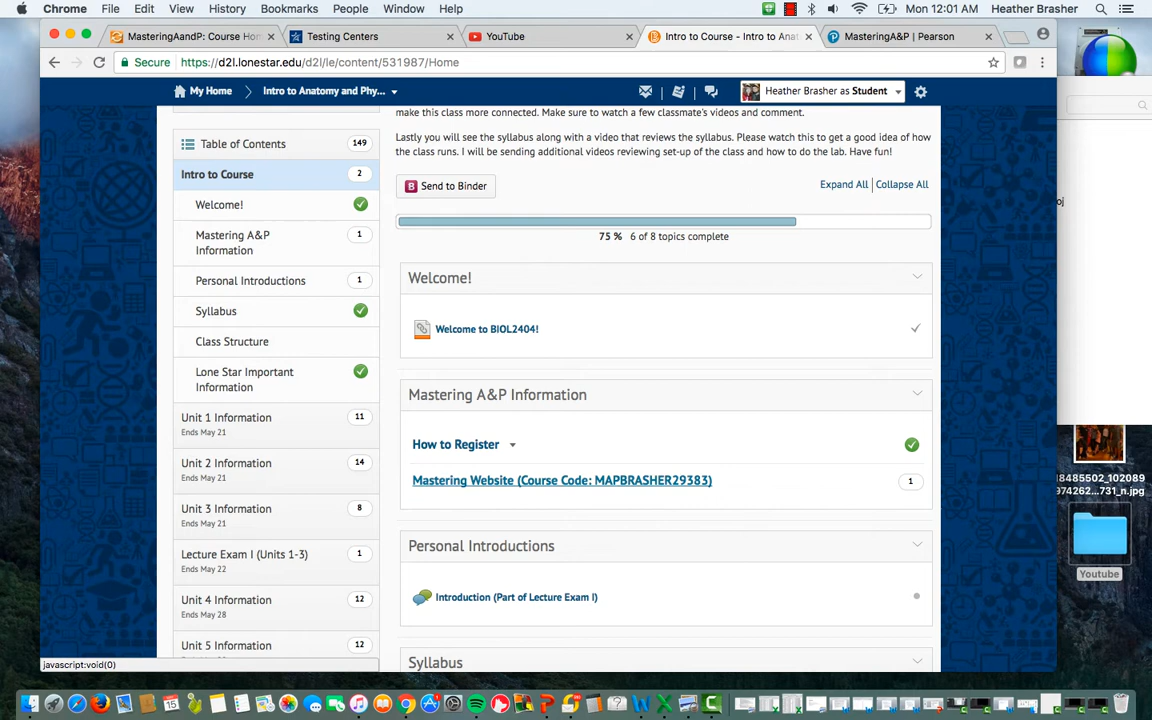 Chrome File Edit View History Bookmarks People Window Help Mon 12:01 AM Heather Brasher
MasteringAandP: Course Hom Testing Centers YouTube Intro to Course - Intro to Anat MasteringA&P | Pearson
Secure https://d2l.lonestar.edu/d2l/le/content/531987/Home
My Home Intro to Anatomy and Phy... Heather Brasher as Student
make this class more connected. Make sure to watch a few classmate's videos and comment.
Lastly you will see the syllabus along with a video that reviews the syllabus. Please watch this to get a good idea of how
the class runs. I will be sending additional videos reviewing set-up of the class and how to do the lab. Have fun!
Table of Contents 149
Intro to Course 2
Welcome!
Mastering A&P
Information 1
Personal Introductions 1
Syllabus
Class Structure
Lone Star Important
Information
Unit 1 Information 11
Ends May 21
Unit 2 Information 14
Ends May 21
Unit 3 Information 8
Ends May 21
Lecture Exam I (Units 1-3) 1
Ends May 22
Unit 4 Information 12
Ends May 28
Unit 5 Information 12
Send to Binder Expand All Collapse All
75 % 6 of 8 topics complete
Welcome!
Welcome to BIOL2404!
Mastering A&P Information
How to Register
Mastering Website (Course Code: MAPBRASHER29383) 1
Personal Introductions
Introduction (Part of Lecture Exam I)
Syllabus
javascript:void(0)
oj
18485502_102089
974262..._731_n.jpg
Youtube